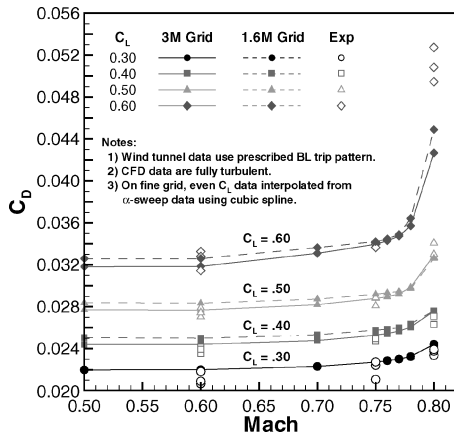 0.056
C_L 3M Grid 1.6M Grid Exp
0.30
0.052
0.40
0.50
0.60
0.048
Notes:
1) Wind tunnel data use prescribed BL trip pattern.
2) CFD data are fully turbulent.
3) On fine grid, even C_L data interpolated from
α-sweep data using cubic spline.
0.044
0.040
C_D
0.036
C_L = .60
0.032
C_L = .50
0.028
C_L = .40
0.024
C_L = .30
0.020
0.50 0.55 0.60 0.65 0.70 0.75 0.80
Mach